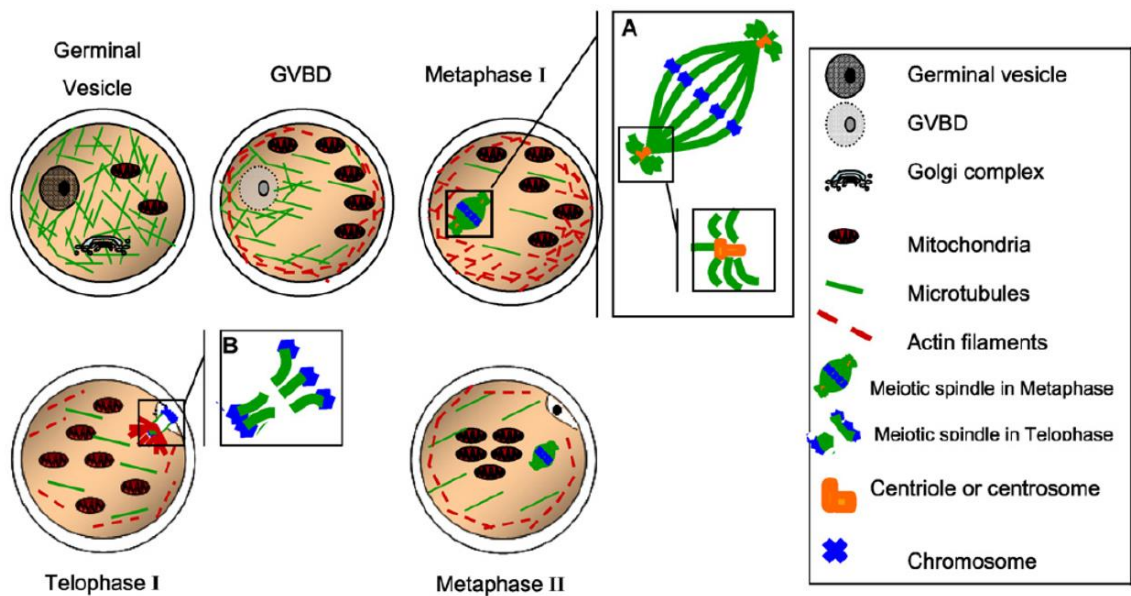 Germinal
Vesicle
GVBD
Metaphase I
A
B
Telophase I
Metaphase II
Germinal vesicle
GVBD
Golgi complex
Mitochondria
Microtubules
Actin filaments
Meiotic spindle in Metaphase
Meiotic spindle in Telophase
Centriole or centrosome
Chromosome